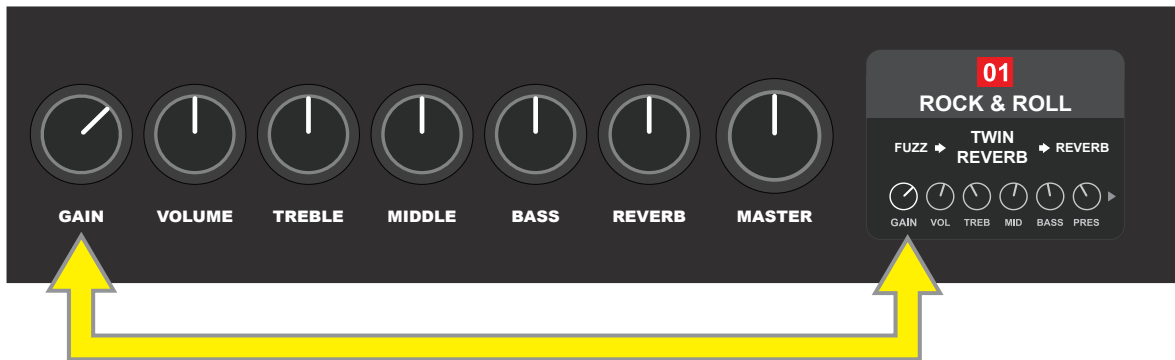 GAIN VOLUME TREBLE MIDDLE BASS REVERB MASTER
01
ROCK & ROLL
FUZZ TWIN REVERB REVERB
GAIN VOL TREB MID BASS PRES